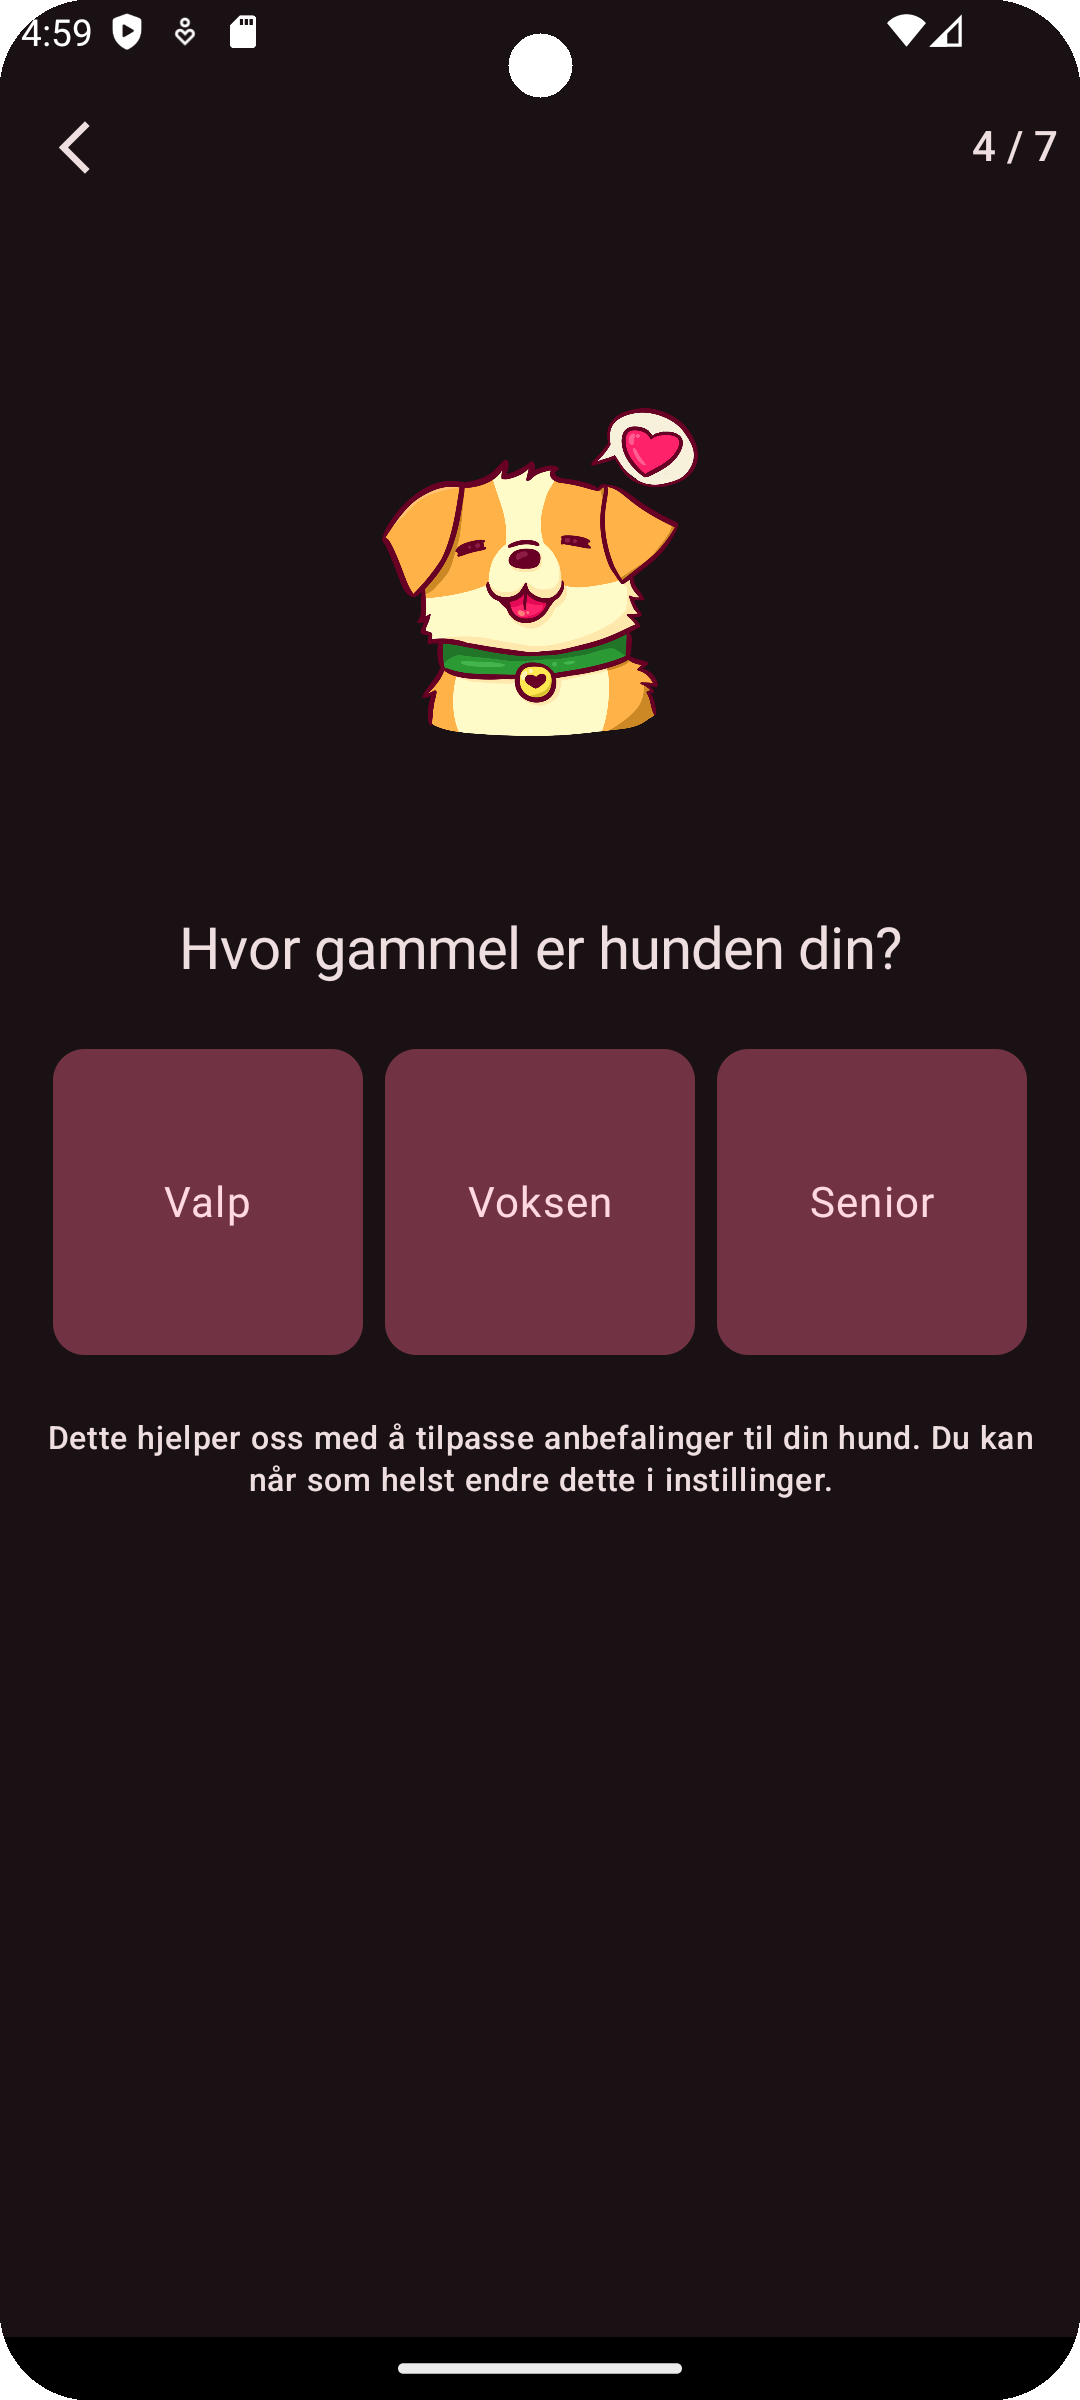 4:59
4 / 7
Hvor gammel er hunden din?
Valp
Voksen
Senior
Dette hjelper oss med å tilpasse anbefalinger til din hund. Du kan
når som helst endre dette i instillinger.